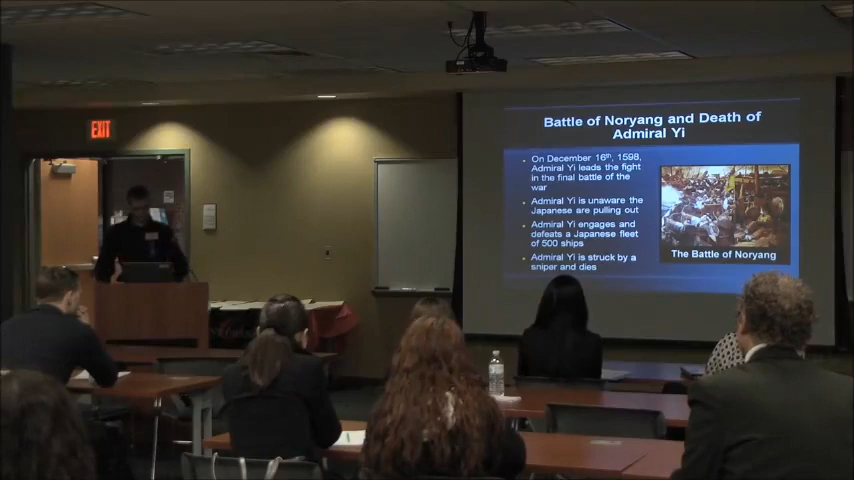 EXIT
Battle of Noryang and Death of
Admiral Yi
On December 16th, 1598,
Admiral Yi leads the fight
in the final battle of the
war
Admiral Yi is unaware the
Japanese are pulling out
Admiral Yi engages and
defeats a Japanese fleet
of 500 ships
Admiral Yi is struck by a
sniper and dies
The Battle of Noryang